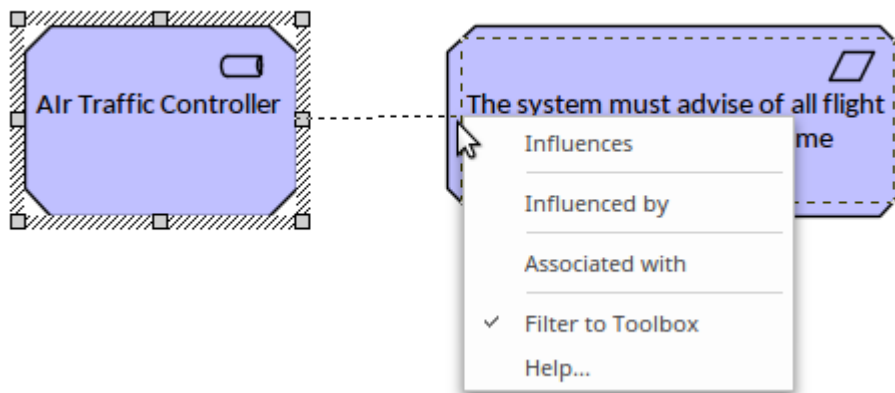 AIr Traffic Controller
The system must advise of all flight
me
Influences
Influenced by
Associated with
Filter to Toolbox
Help...